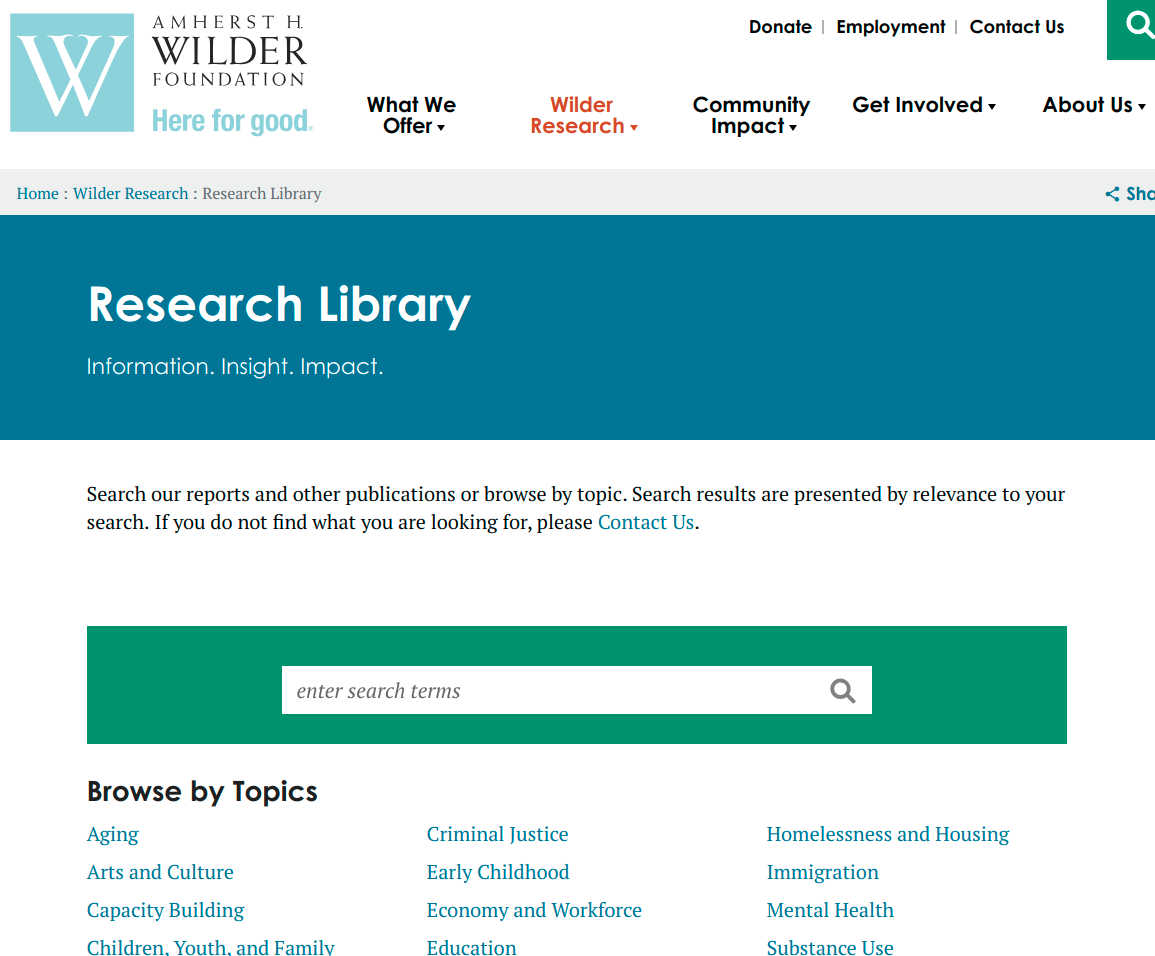 AMHERST H.
WILDER
FOUNDATION
Here for good.
Donate | Employment | Contact Us
What We Offer
Wilder Research
Community Impact
Get Involved
About Us
Home : Wilder Research : Research Library
Research Library
Information. Insight. Impact.
Search our reports and other publications or browse by topic. Search results are presented by relevance to your
search. If you do not find what you are looking for, please Contact Us.
enter search terms
Browse by Topics
Aging
Arts and Culture
Capacity Building
Children, Youth, and Family
Criminal Justice
Early Childhood
Economy and Workforce
Education
Homelessness and Housing
Immigration
Mental Health
Substance Use